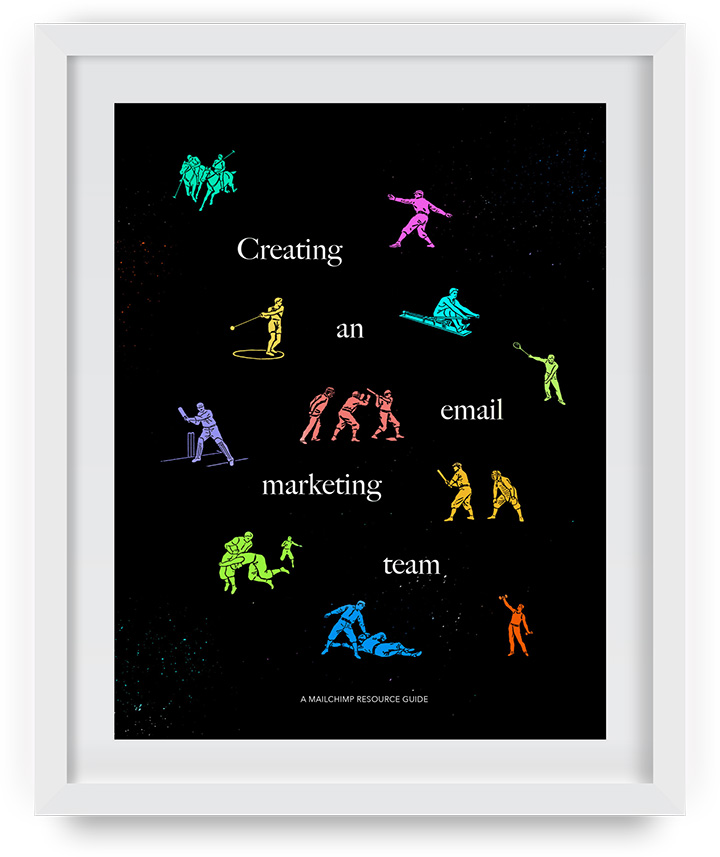 Creating
an
email
marketing
team
A MAILCHIMP RESOURCE GUIDE